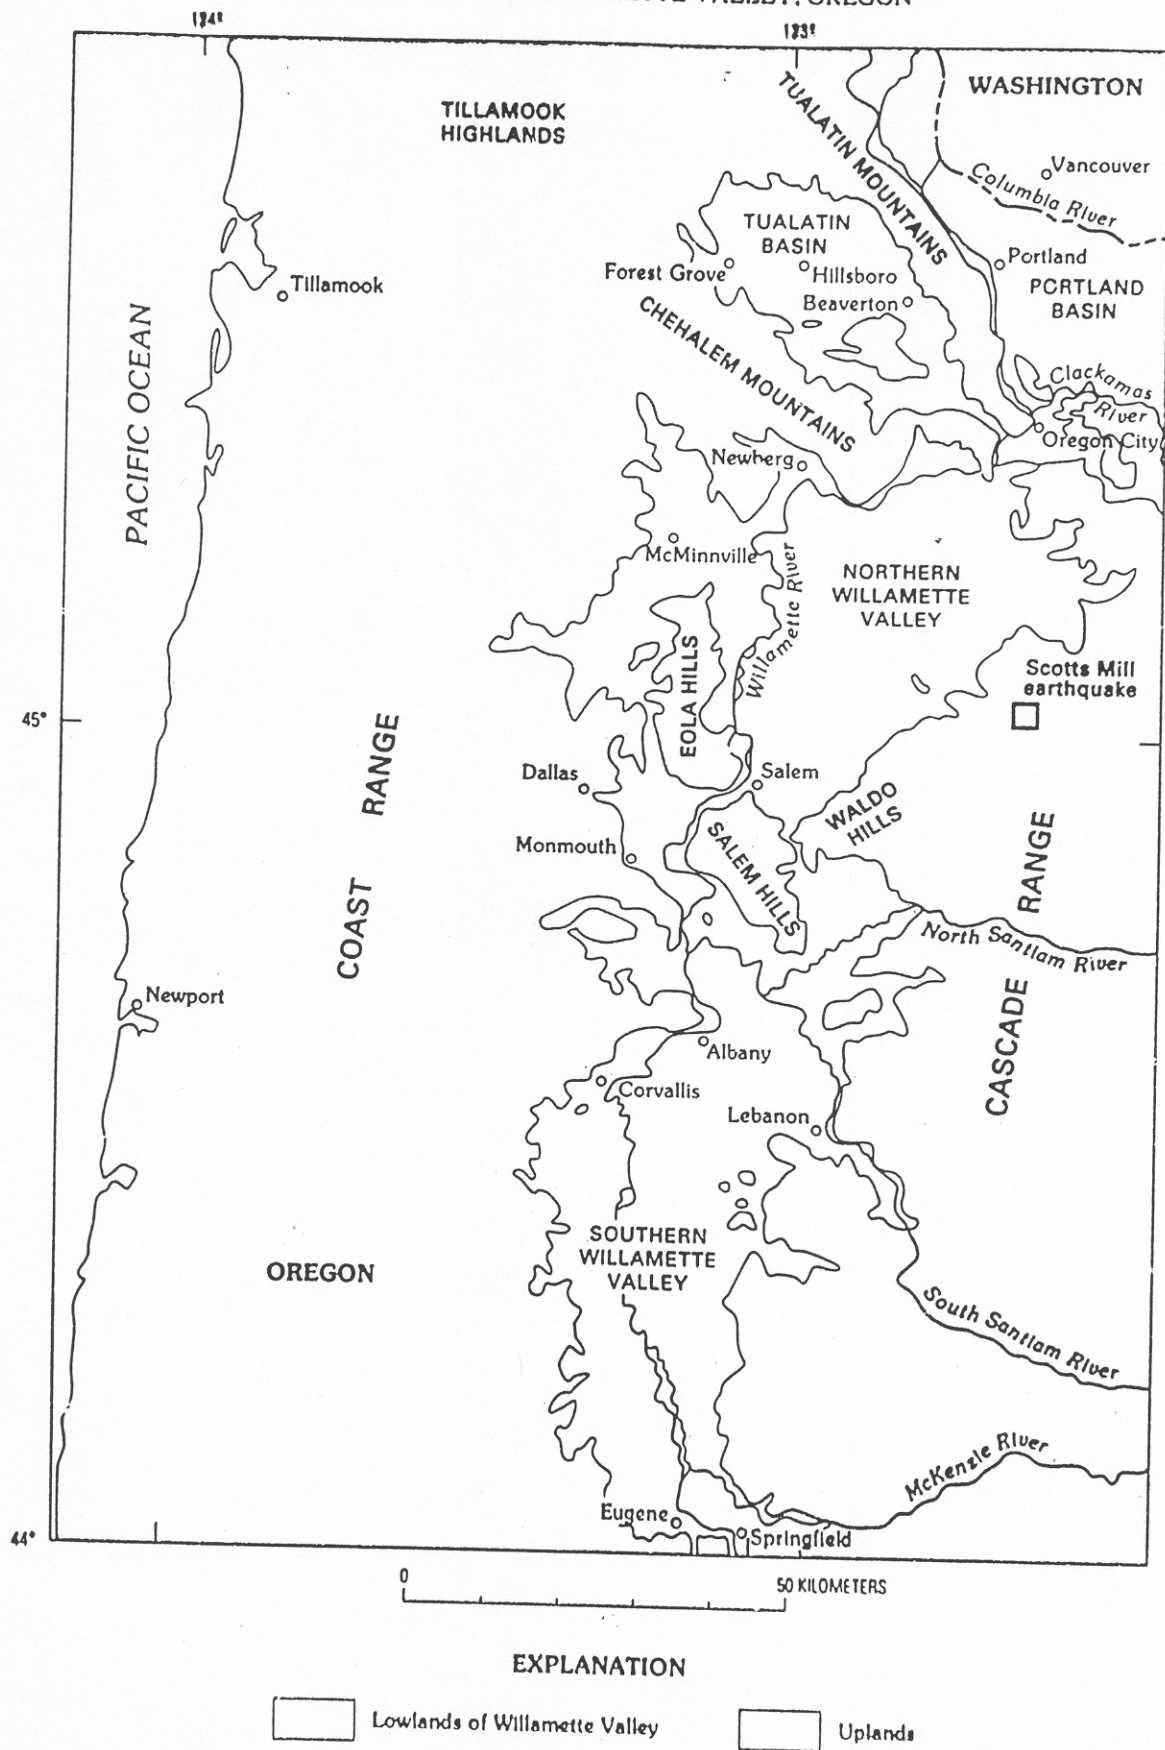 VALLEY, OREGON
124°
123°
WASHINGTON
TILLAMOOK
HIGHLANDS
TUALATIN MOUNTAINS
Vancouver
Columbia River
TUALATIN
BASIN
Portland
Forest Grove
Hillsboro
Tillamook
Beaverton
PORTLAND
BASIN
PACIFIC OCEAN
CHEHALEM MOUNTAINS
Clackamas
River
Oregon City
Newberg
McMinnville
Willamette River
NORTHERN
WILLAMETTE
VALLEY
EOLA HILLS
Scotts Mill
earthquake
45°
COAST RANGE
Dallas
Salem
WALDO
HILLS
Monmouth
SALEM HILLS
CASCADE RANGE
North Santiam River
Newport
Albany
Corvallis
Lebanon
SOUTHERN
WILLAMETTE
VALLEY
OREGON
South Santiam River
McKenzie River
Eugene
Springfield
44°
0
50 KILOMETERS
EXPLANATION
Lowlands of Willamette Valley
Uplands